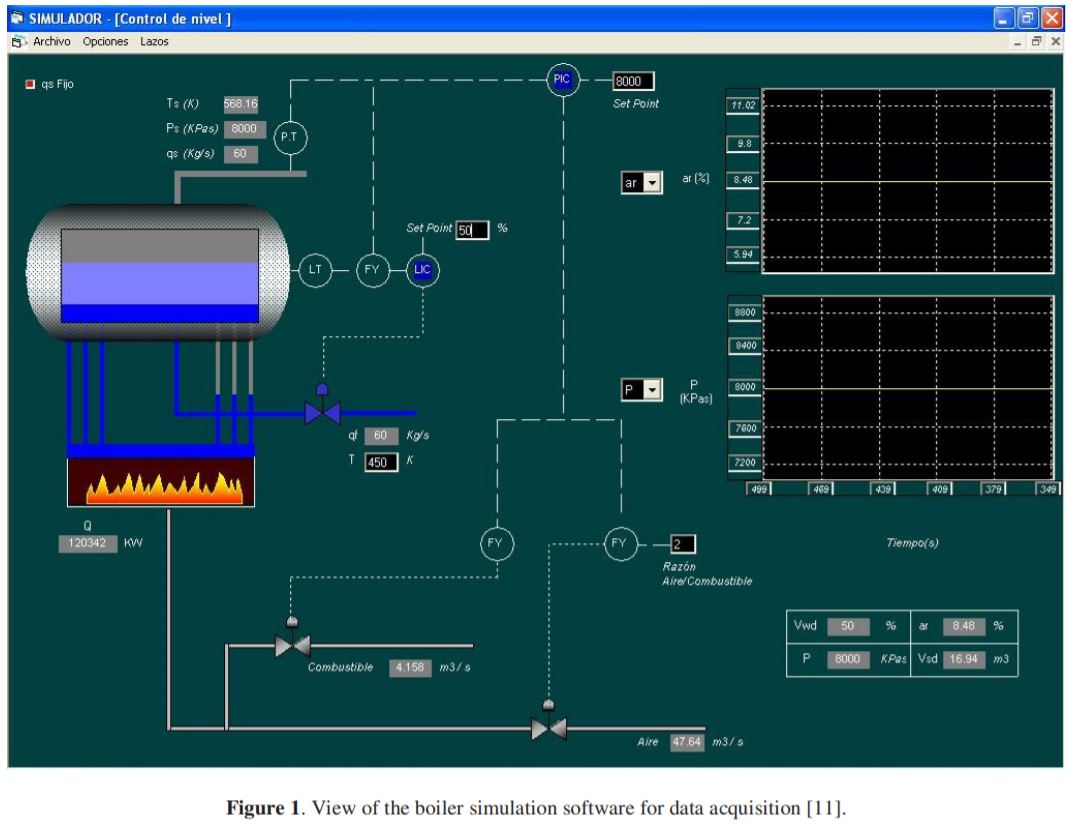 SIMULADOR - [Control de nivel ]
Archivo Opciones Lazos
qs Fijo
Ts (K) 568.16
Ps (KPas) 8000
qs (Kg/s) 60
P.T
PIC
8000
Set Point
ar
ar (%)
11.02
9.8
8.48
7.2
5.94
Set Point 50 %
LT
FY
LIC
P
P
(KPas)
8800
8400
8000
7600
7200
499 469 439 409 379 349
Tiempo(s)
qf 60 Kg/s
T 450 K
Q
120342 KW
FY
FY
2
Razón
Aire/Combustible
Combustible 4.158 m3/ s
Aire 47.64 m3/ s
Vwd 50 % ar 8.48 %
P 8000 KPas Vsd 16.94 m3
Figure 1. View of the boiler simulation software for data acquisition [11].